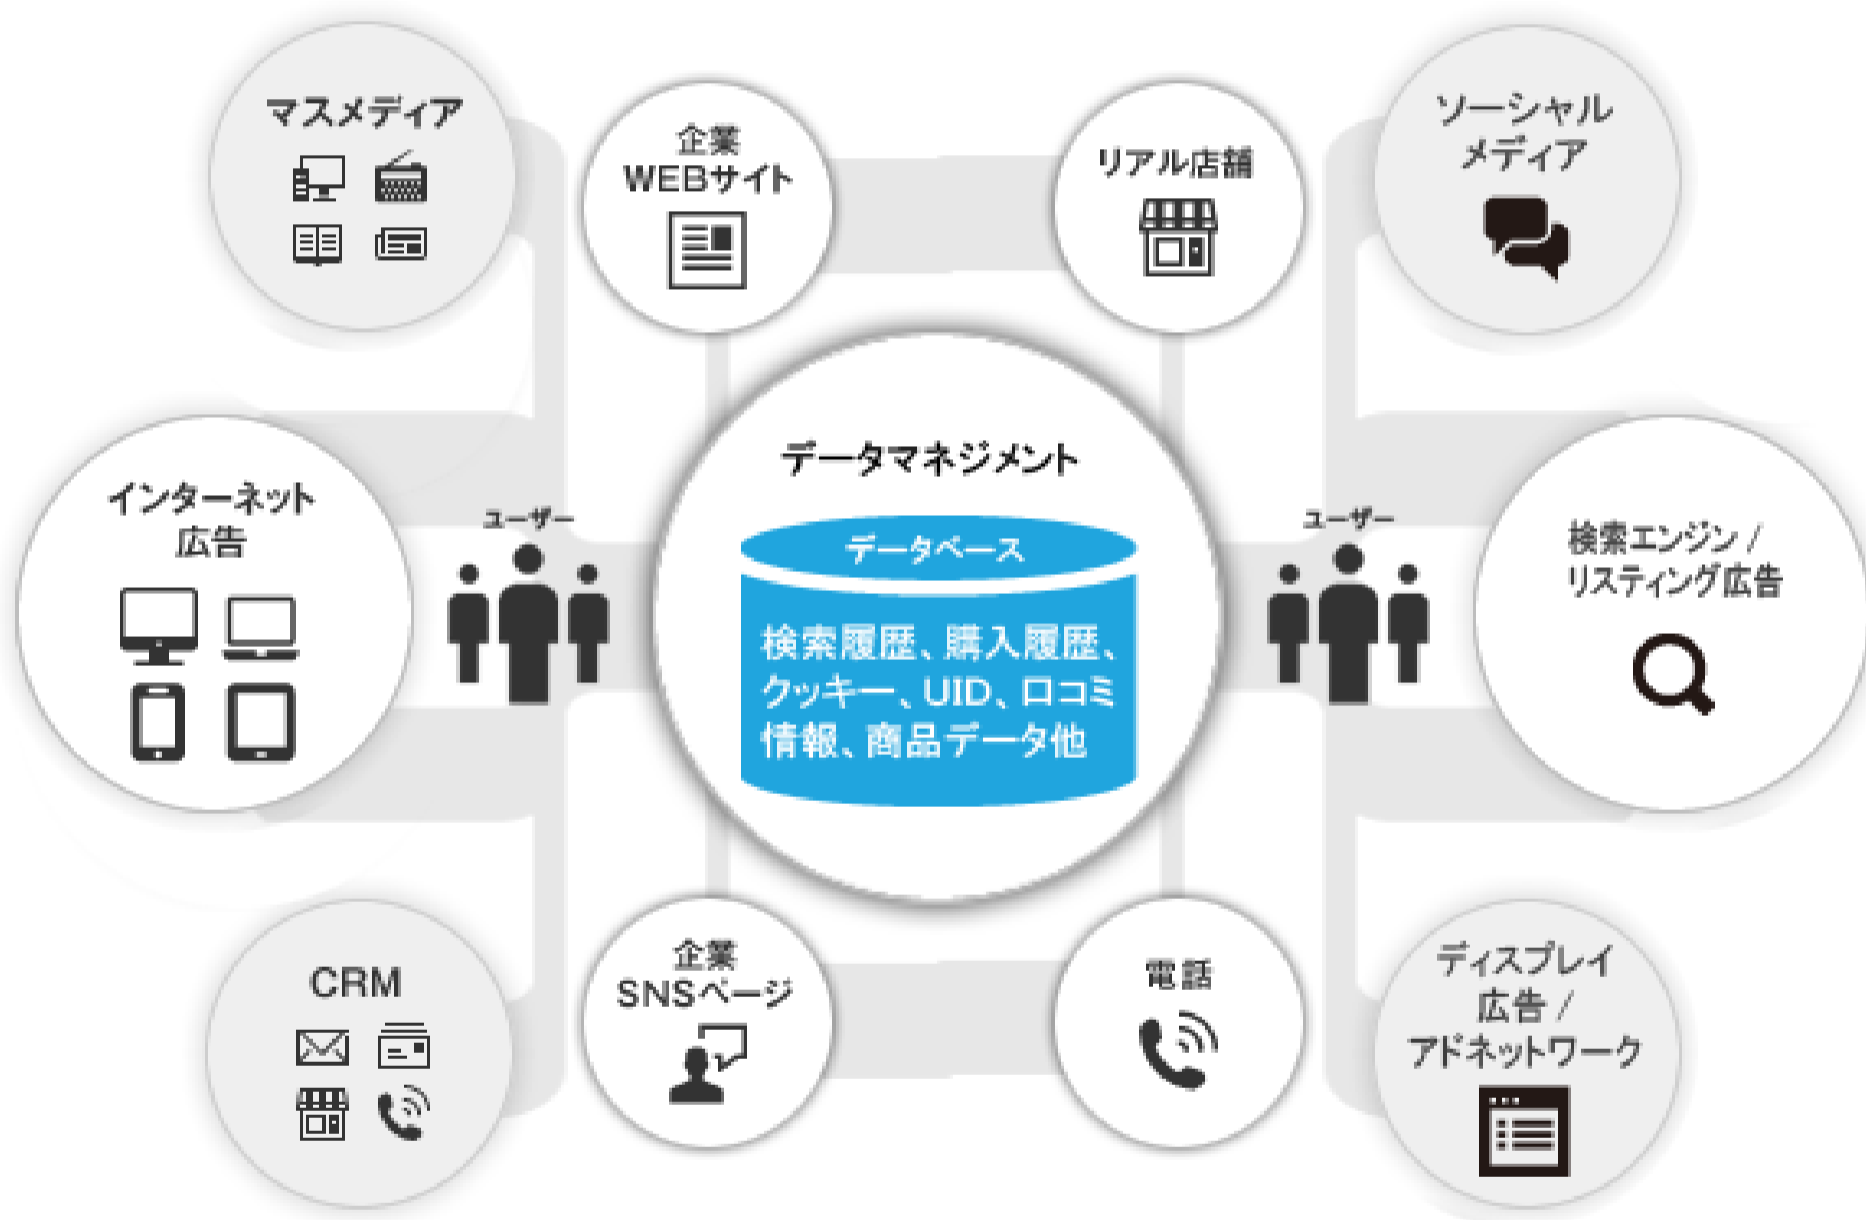 マスメディア
企業
WEBサイト
リアル店舗
ソーシャル
メディア
インターネット
広告
ユーザー
データマネジメント
データベース
検索履歴、購入履歴、
クッキー、UID、口コミ
情報、商品データ他
ユーザー
検索エンジン /
リスティング広告
CRM
企業
SNSページ
電話
ディスプレイ
広告 /
アドネットワーク